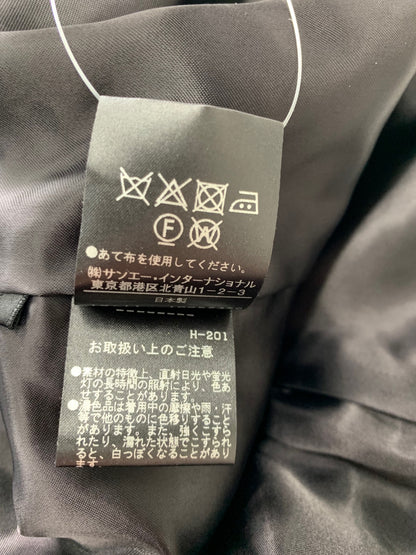 F W
●あて布を使用してください。
㈱サンエー・インターナショナル
東京都港区北青山1-2-3
日本製
H-201
お取扱い上のご注意
●素材の特徴上、直射日光や蛍光
灯の長時間の照射により、色あ
せすることがあります。
●濃色品は着用中の摩擦や雨・汗
等で他のものに色移りすることが
あります。また、強くこすら
れたり、濡れた状態でこすられ
ると、白っぽくなることがあり
ます。